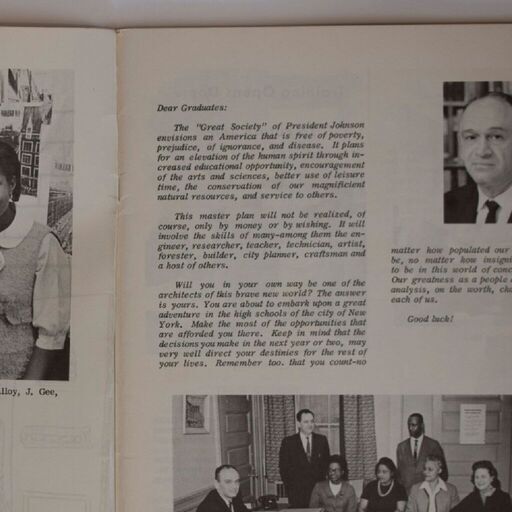 Dear Graduates:
The "Great Society" of President Johnson
envisions an America that is free of poverty,
prejudice, of ignorance, and disease. It plans
for an elevation of the human spirit through in-
creased educational opportunity, encouragement
of the arts and sciences, better use of leisure
time, the conservation of our magnificent
natural resources, and service to others.
This master plan will not be realized, of
course, only by money or by wishing. It will
involve the skills of many-among them the en-
gineer, researcher, teacher, technician, artist,
forester, builder, city planner, craftsman and
a host of others.
Will you in your own way be one of the
architects of this brave new world? The answer
is yours. You are about to embark upon a great
adventure in the high schools of the city of New
York. Make the most of the opportunities that
are afforded you there. Keep in mind that the
decisions you make in the next year or two, may
very well direct your destinies for the rest of
your lives. Remember too. that you count-no
matter how populated our
be, no matter how insigni
to be in this world of conc
Our greatness as a people
analysis, on the worth, cha
each of us.
Good luck!
lloy, J. Gee,